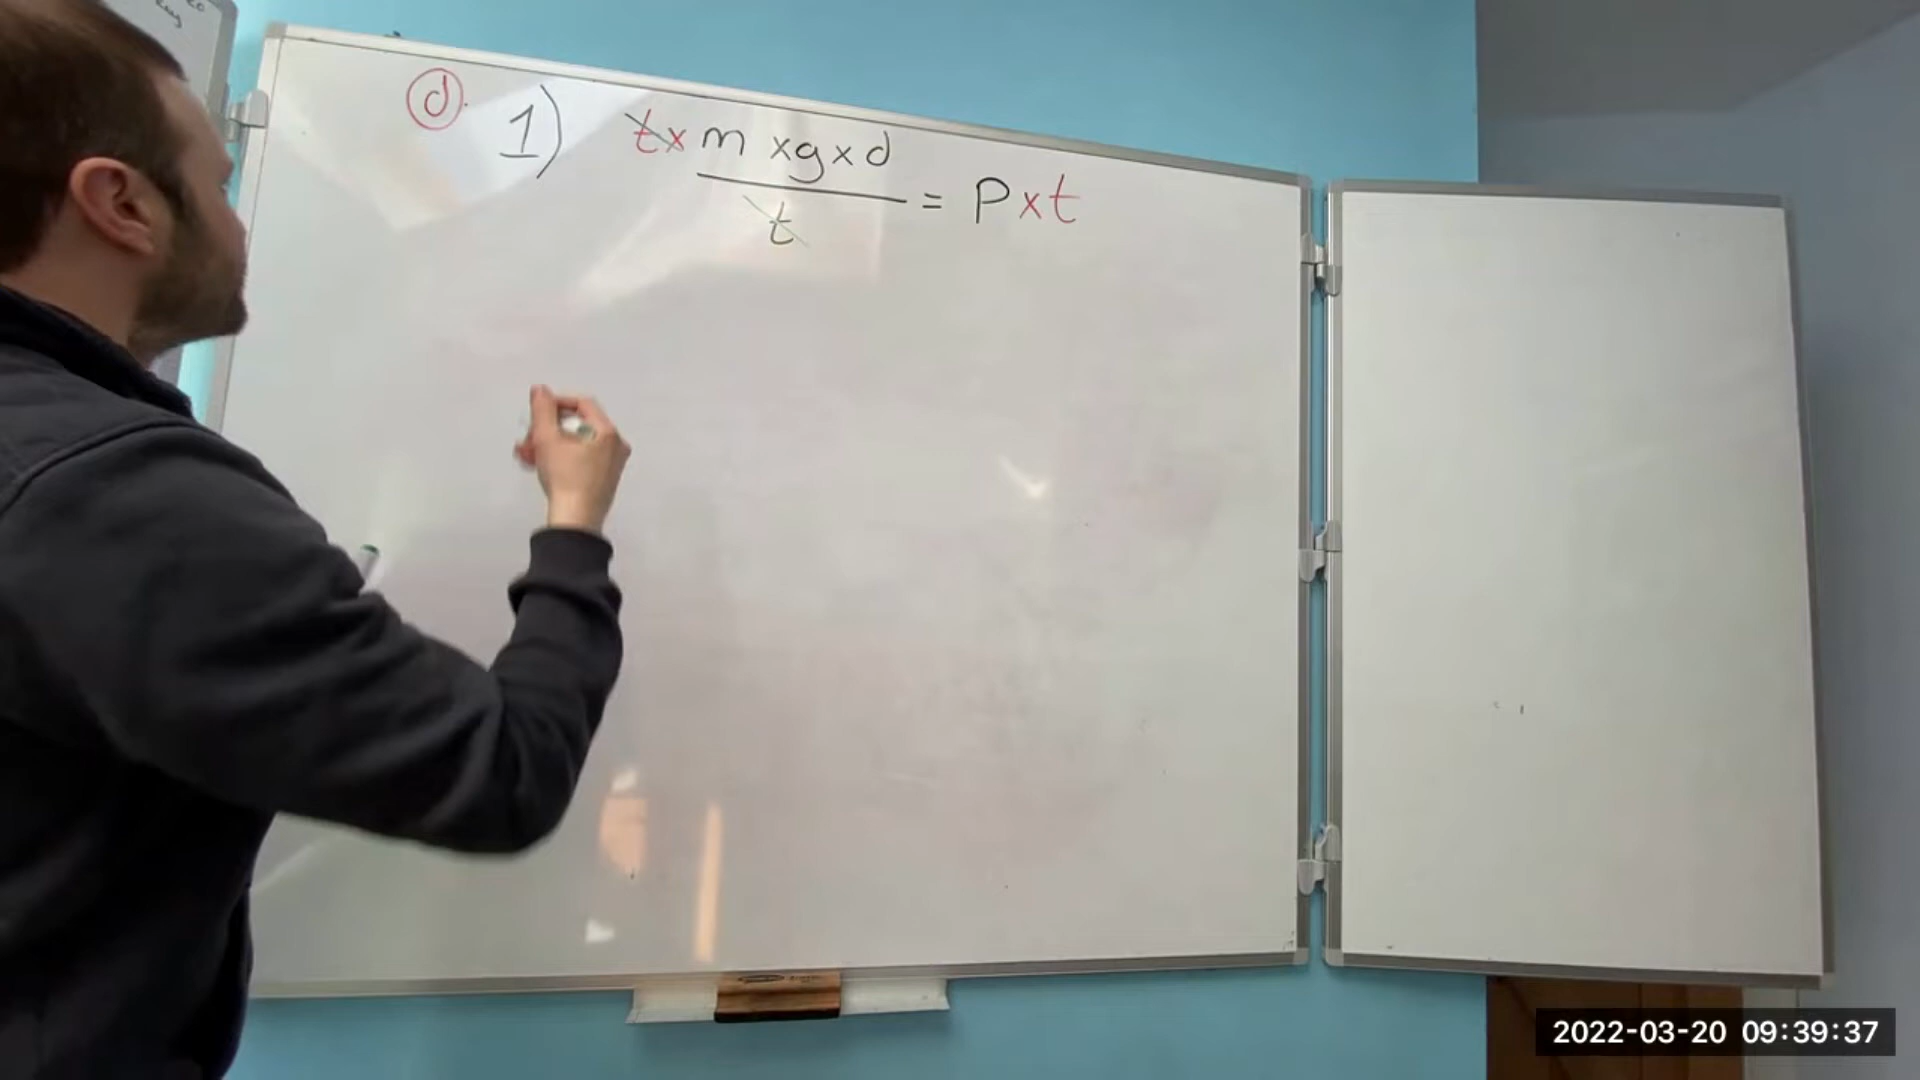 d. 1) t x m x g x d
t
= P x t
2022-03-20 09:39:37